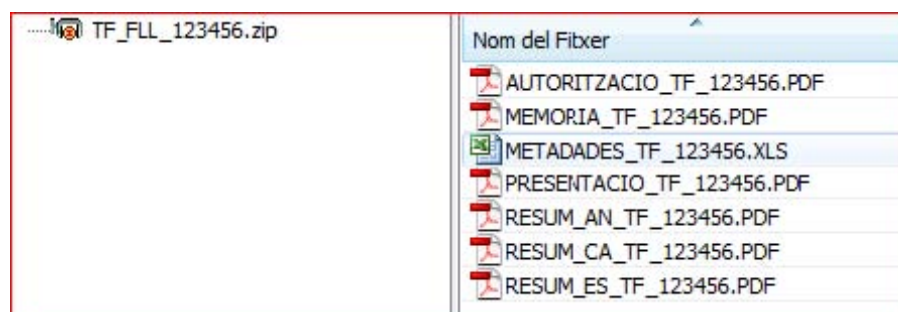 TF_FLL_123456.zip
Nom del Fitxer
AUTORITZACIO_TF_123456.PDF
MEMORIA_TF_123456.PDF
METADADES_TF_123456.XLS
PRESENTACIO_TF_123456.PDF
RESUM_AN_TF_123456.PDF
RESUM_CA_TF_123456.PDF
RESUM_ES_TF_123456.PDF